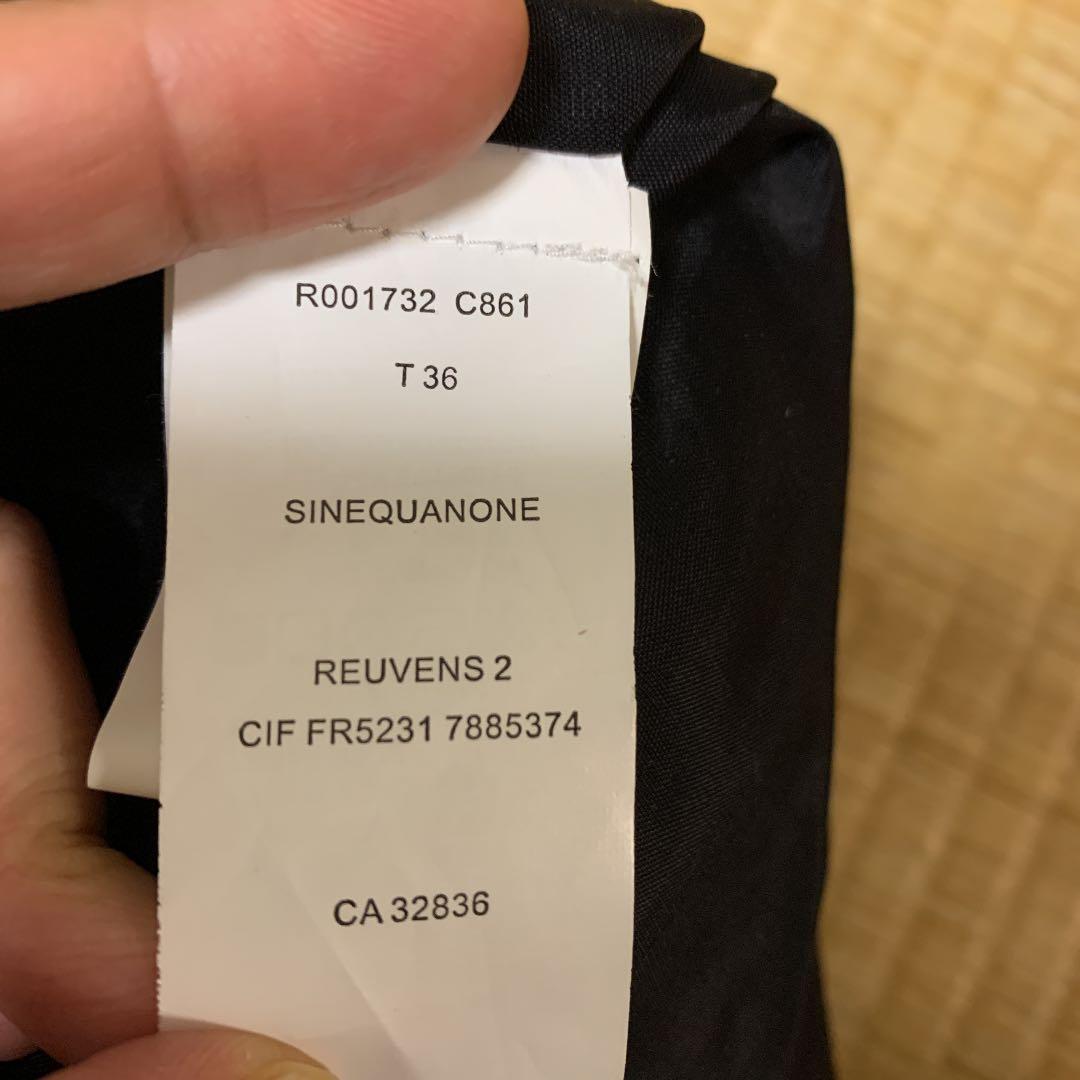 R001732 C861
T 36
SINEQUANONE
REUVENS 2
CIF FR5231 7885374
CA 32836